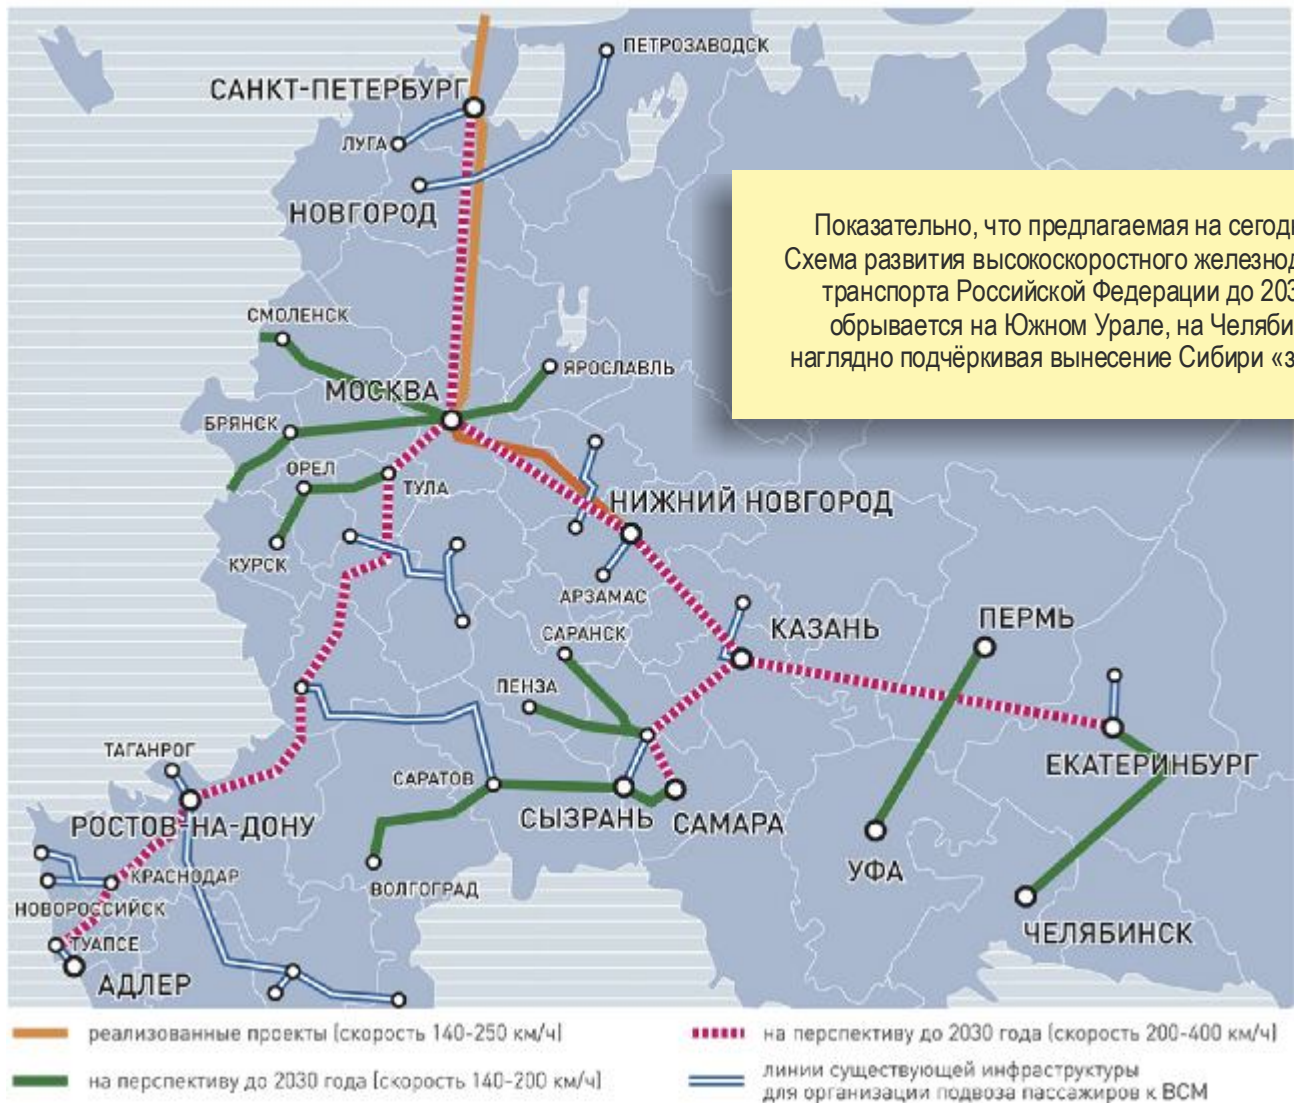 ПЕТРОЗАВОДСК
САНКТ-ПЕТЕРБУРГ
ЛУГА
НОВГОРОД
Показательно, что предлагаемая на
Схема развития высокоскоростного
транспорта Российской Федерации до
обрывается на Южном Урале, на
наглядно подчёркивая вынесение Сибири
СМОЛЕНСК
МОСКВА
ЯРОСЛАВЛЬ
БРЯНСК
ОРЕЛ
ТУЛА
НИЖНИЙ НОВГОРОД
КУРСК
АРЗАМАС
САРАНСК
КАЗАНЬ
ПЕРМЬ
ПЕНЗА
ТАГАНРОГ
САРАТОВ
ЕКАТЕРИНБУРГ
РОСТОВ-НА-ДОНУ
СЫЗРАНЬ
САМАРА
УФА
КРАСНОДАР
ВОЛГОГРАД
НОВОРОССИЙСК
ЧЕЛЯБИНСК
ТУАПСЕ
АДЛЕР
реализованные проекты (скорость 140-250 км/ч)
на перспективу до 2030 года (скорость 200-400 км/ч)
на перспективу до 2030 года (скорость 140-200 км/ч)
линии существующей инфраструктуры
для организации подвоза пассажиров к ВСМ